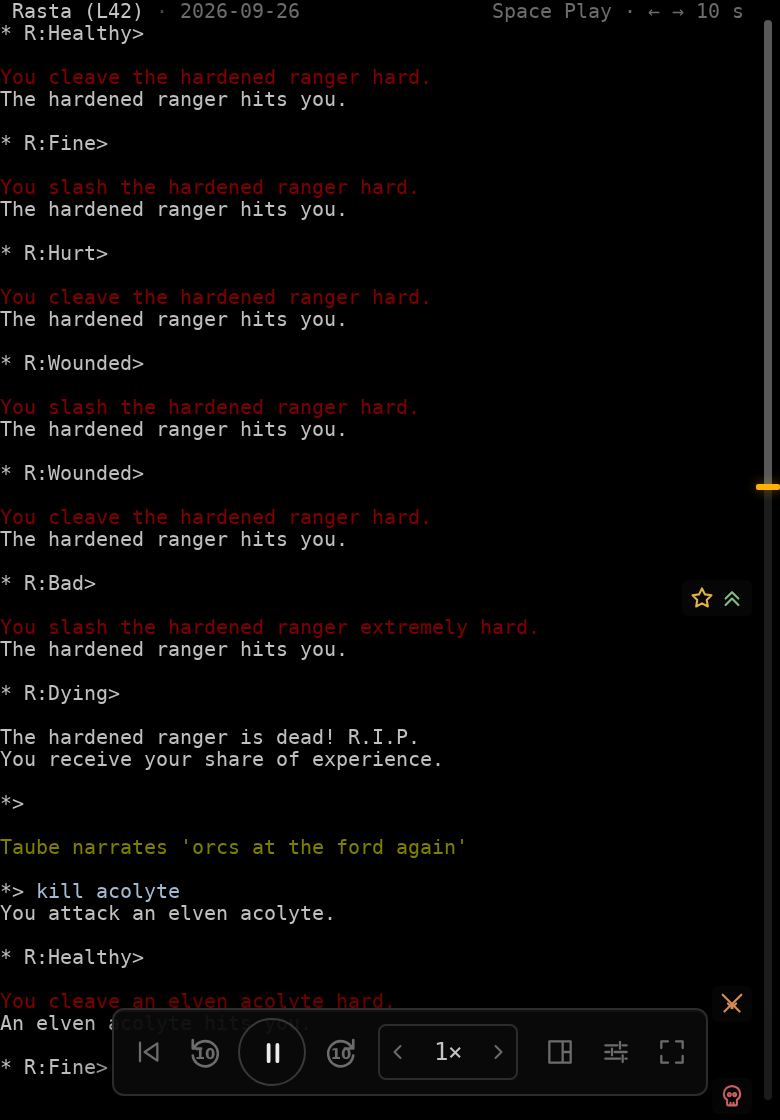 Rasta (L42) · 2026-09-26
Space Play · ← → 10 s
* R:Healthy>
You cleave the hardened ranger hard.
The hardened ranger hits you.
* R:Fine>
You slash the hardened ranger hard.
The hardened ranger hits you.
* R:Hurt>
You cleave the hardened ranger hard.
The hardened ranger hits you.
* R:Wounded>
You slash the hardened ranger hard.
The hardened ranger hits you.
* R:Wounded>
You cleave the hardened ranger hard.
The hardened ranger hits you.
* R:Bad>
You slash the hardened ranger extremely hard.
The hardened ranger hits you.
* R:Dying>
The hardened ranger is dead! R.I.P.
You receive your share of experience.
*>
Taube narrates 'orcs at the ford again'
*> kill acolyte
You attack an elven acolyte.
* R:Healthy>
You cleave an elven acolyte hard.
An elven acolyte hits you.
* R:Fine>
10
10
1×